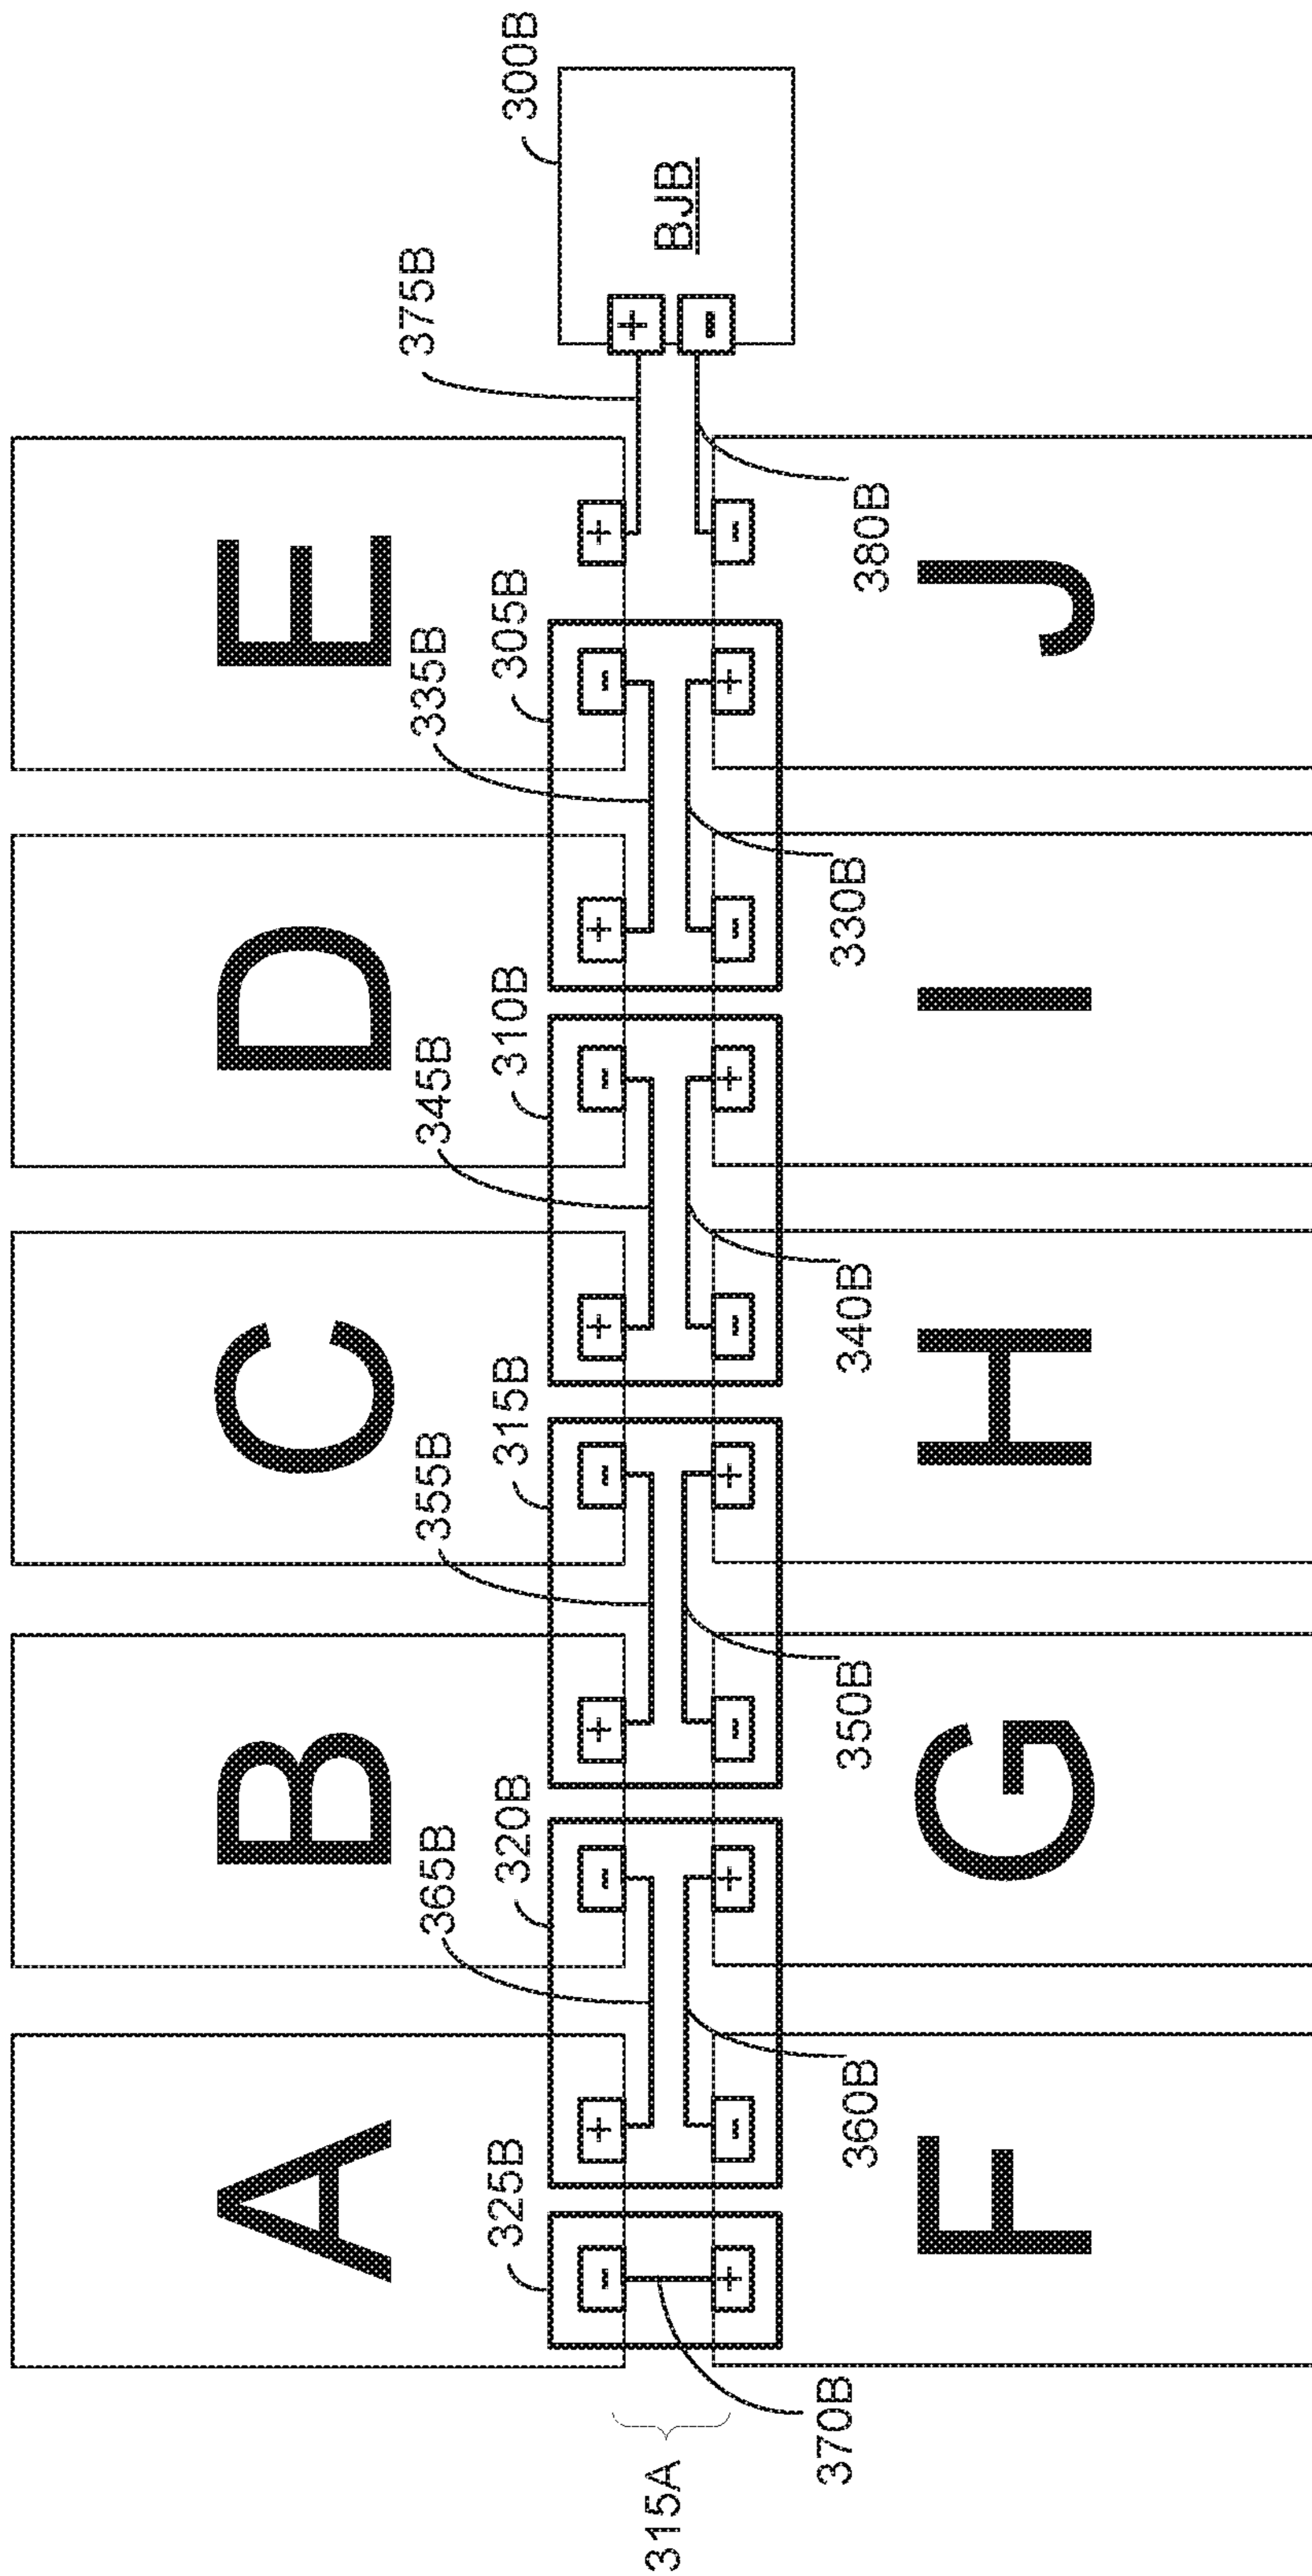 A B C D E
365B 355B 345B 335B 375B
325B 320B 315B 310B 305B 300B
- + - + - + - + - +
+
315A BJB
-
+ - + - + - + - + -
370B 360B 350B 340B 330B 380B
F G H I J